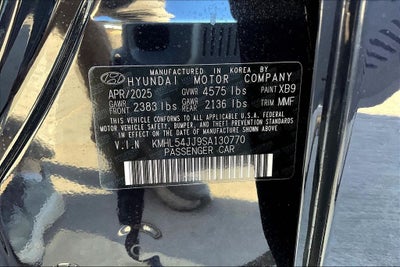 MANUFACTURED IN KOREA BY
HYUNDAI MOTOR COMPANY
APR/2025 GVWR 4575 lbs PAINT XB9
GAWR FRONT 2383 lbs GAWR REAR 2136 lbs TRIM MMF
THIS VEHICLE CONFORMS TO ALL APPLICABLE U.S.
FEDERAL MOTOR VEHICLE SAFETY, BUMPER, AND THEFT
PREVENTION STANDARDS IN EFFECT ON THE DATE OF
MANUFACTURE SHOWN ABOVE.
V.I.N KMHL54JJ9SA130770
PASSENGER CAR